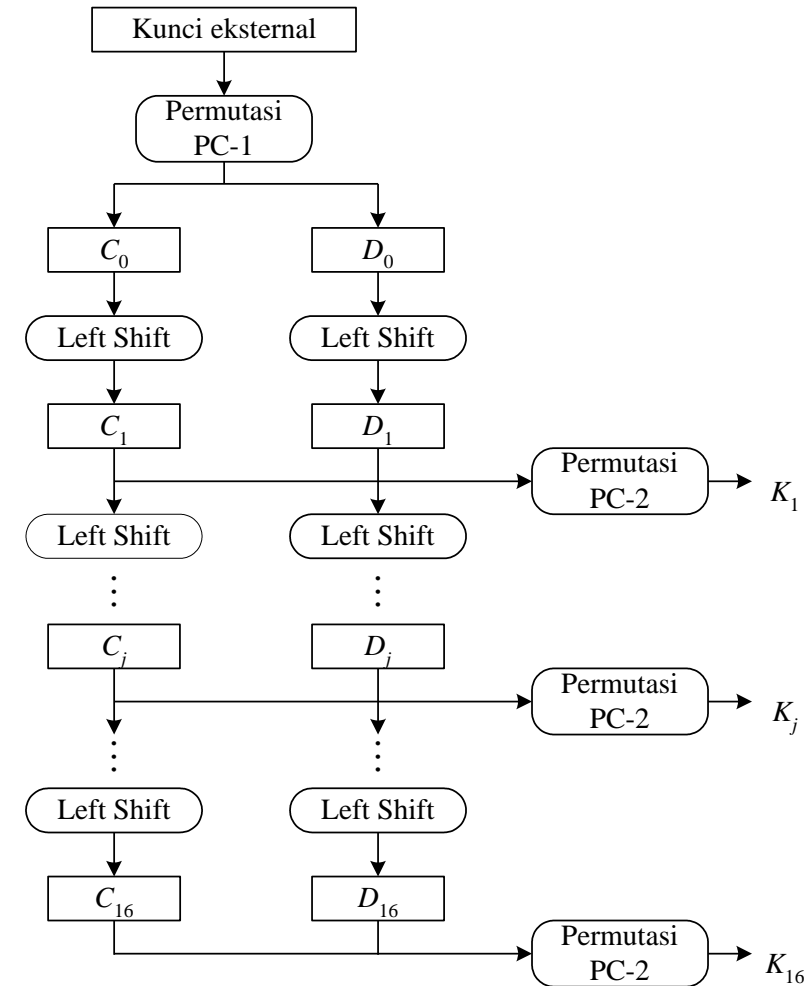 Kunci eksternal
Permutasi
PC-1
C₀
D₀
Left Shift
Left Shift
C₁
D₁
Permutasi
PC-2
K₁
Left Shift
Left Shift
⋮
⋮
Cⱼ
Dⱼ
Permutasi
PC-2
Kⱼ
⋮
⋮
Left Shift
Left Shift
C₁₆
D₁₆
Permutasi
PC-2
K₁₆